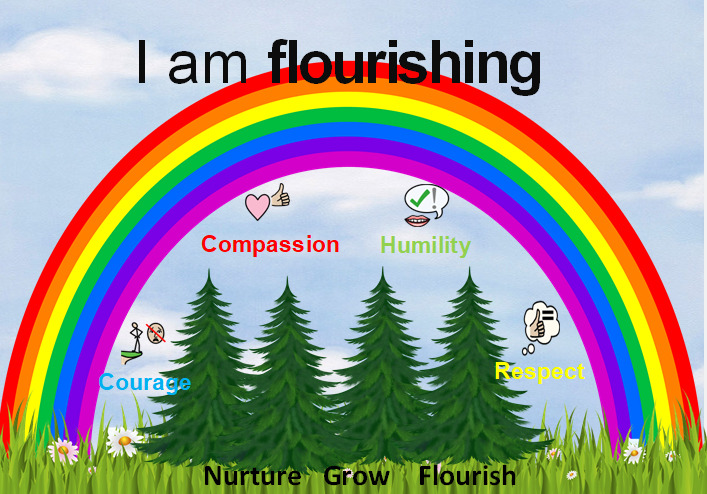 I am flourishing
Compassion Humility
Courage Respect
Nurture Grow Flourish